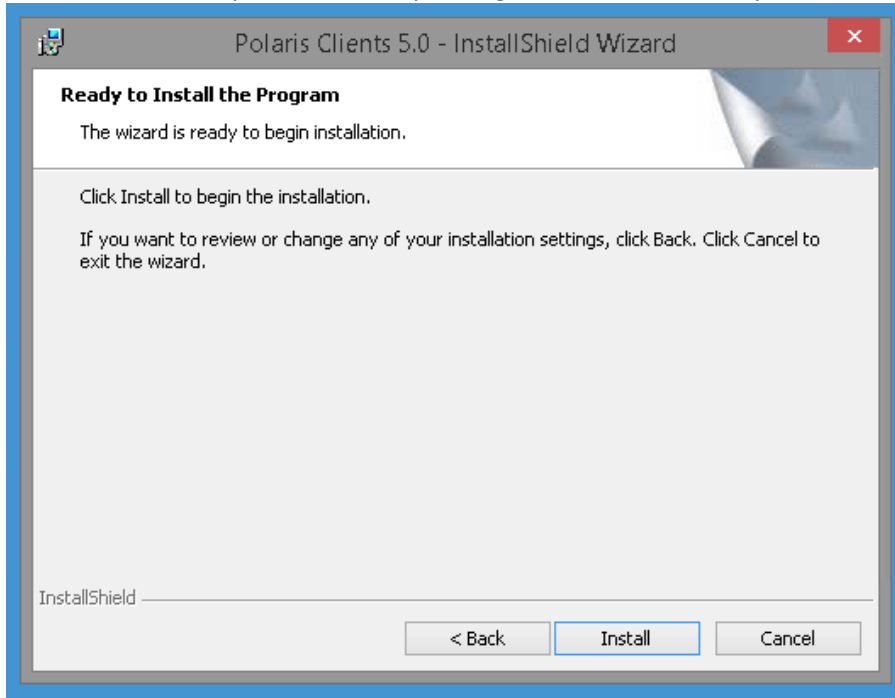 Polaris Clients 5.0 - InstallShield Wizard
Ready to Install the Program
The wizard is ready to begin installation.
Click Install to begin the installation.
If you want to review or change any of your installation settings, click Back. Click Cancel to
exit the wizard.
InstallShield
< Back
Install
Cancel